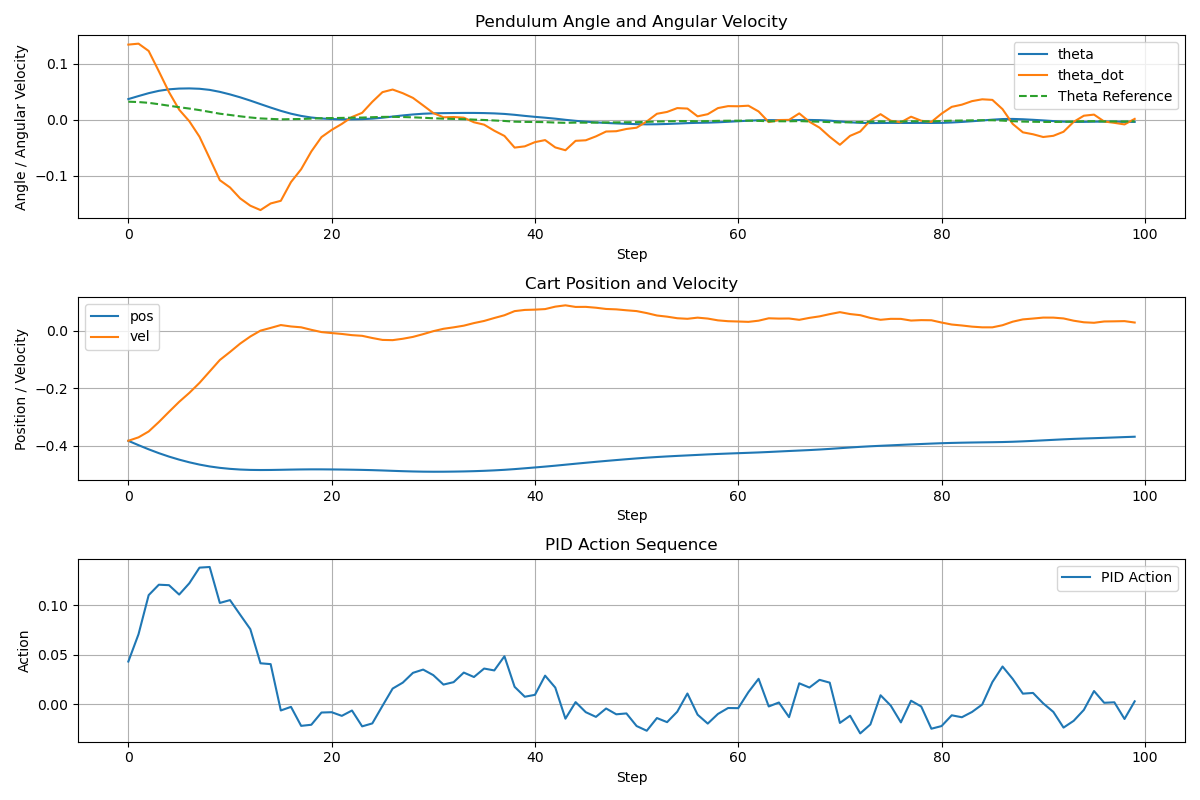 Pendulum Angle and Angular Velocity
Angle / Angular Velocity
0.1
0.0
−0.1
theta
theta_dot
Theta Reference
0 20 40 60 80 100
Step
Cart Position and Velocity
Position / Velocity
0.0
−0.2
−0.4
pos
vel
0 20 40 60 80 100
Step
PID Action Sequence
Action
0.10
0.05
0.00
PID Action
0 20 40 60 80 100
Step